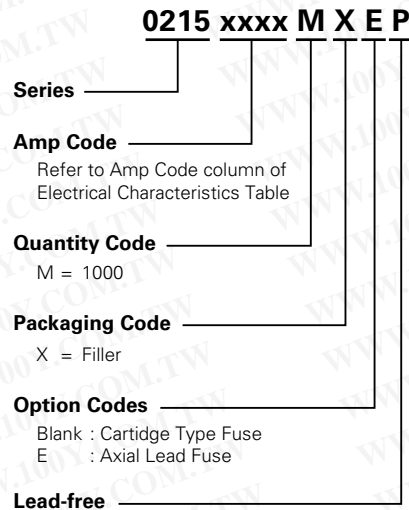 0215 xxxx M X E P
Series
Amp Code
Refer to Amp Code column of
Electrical Characteristics Table
Quantity Code
M = 1000
Packaging Code
X = Filler
Option Codes
Blank : Cartidge Type Fuse
E : Axial Lead Fuse
Lead-free